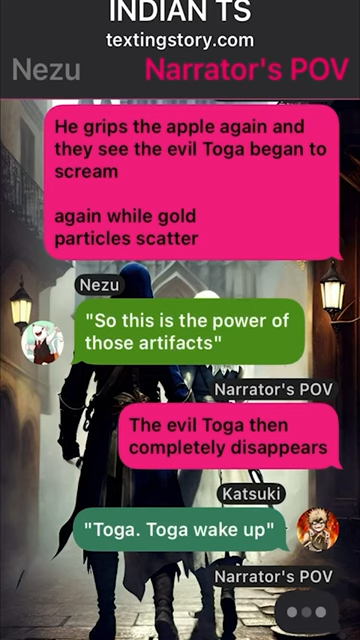 INDIAN TS
textingstory.com
Nezu Narrator's POV
He grips the apple again and
they see the evil Toga began to
scream
again while gold
particles scatter
Nezu
"So this is the power of
those artifacts"
Narrator's POV
The evil Toga then
completely disappears
Katsuki
"Toga. Toga wake up"
Narrator's POV